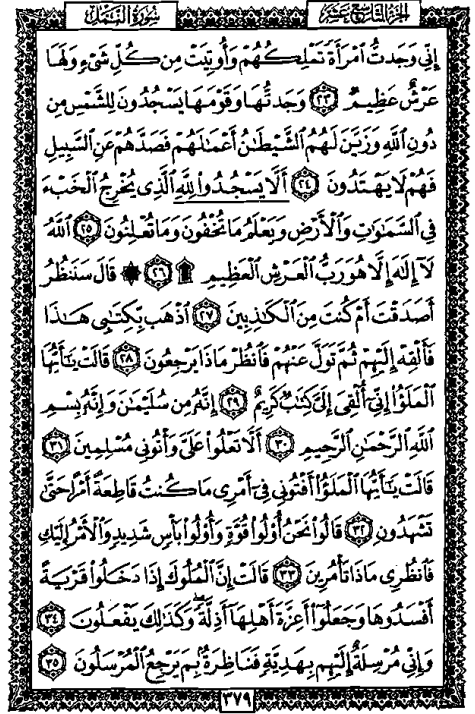 الجزء التاسع عشر سورة النمل
إِنِّي وَجَدتُّ ٱمْرَأَةً تَمْلِكُهُمْ وَأُوتِيَتْ مِن كُلِّ شَيْءٍ وَلَهَا
عَرْشٌ عَظِيمٌ ٢٣ وَجَدتُّهَا وَقَوْمَهَا يَسْجُدُونَ لِلشَّمْسِ مِن
دُونِ ٱللَّهِ وَزَيَّنَ لَهُمُ ٱلشَّيْطَٰنُ أَعْمَٰلَهُمْ فَصَدَّهُمْ عَنِ ٱلسَّبِيلِ
فَهُمْ لَا يَهْتَدُونَ ٢٤ أَلَّا يَسْجُدُوا۟ لِلَّهِ ٱلَّذِي يُخْرِجُ ٱلْخَبْءَ
فِي ٱلسَّمَٰوَٰتِ وَٱلْأَرْضِ وَيَعْلَمُ مَا تُخْفُونَ وَمَا تُعْلِنُونَ ٢٥ ٱللَّهُ
لَآ إِلَٰهَ إِلَّا هُوَ رَبُّ ٱلْعَرْشِ ٱلْعَظِيمِ ۩ ٢٦ ۞ قَالَ سَنَنظُرُ
أَصَدَقْتَ أَمْ كُنتَ مِنَ ٱلْكَٰذِبِينَ ٢٧ ٱذْهَب بِّكِتَٰبِي هَٰذَا
فَأَلْقِهْ إِلَيْهِمْ ثُمَّ تَوَلَّ عَنْهُمْ فَٱنظُرْ مَاذَا يَرْجِعُونَ ٢٨ قَالَتْ يَٰٓأَيُّهَا
ٱلْمَلَؤُا۟ إِنِّيٓ أُلْقِيَ إِلَيَّ كِتَٰبٌ كَرِيمٌ ٢٩ إِنَّهُۥ مِن سُلَيْمَٰنَ وَإِنَّهُۥ بِسْمِ
ٱللَّهِ ٱلرَّحْمَٰنِ ٱلرَّحِيمِ ٣٠ أَلَّا تَعْلُوا۟ عَلَيَّ وَأْتُونِي مُسْلِمِينَ ٣١
قَالَتْ يَٰٓأَيُّهَا ٱلْمَلَؤُا۟ أَفْتُونِي فِيٓ أَمْرِي مَا كُنتُ قَاطِعَةً أَمْرًا حَتَّىٰ
تَشْهَدُونِ ٣٢ قَالُوا۟ نَحْنُ أُو۟لُوا۟ قُوَّةٍ وَأُو۟لُوا۟ بَأْسٍ شَدِيدٍ وَٱلْأَمْرُ إِلَيْكِ
فَٱنظُرِي مَاذَا تَأْمُرِينَ ٣٣ قَالَتْ إِنَّ ٱلْمُلُوكَ إِذَا دَخَلُوا۟ قَرْيَةً
أَفْسَدُوهَا وَجَعَلُوٓا۟ أَعِزَّةَ أَهْلِهَآ أَذِلَّةً ۖ وَكَذَٰلِكَ يَفْعَلُونَ ٣٤
وَإِنِّي مُرْسِلَةٌ إِلَيْهِم بِهَدِيَّةٍ فَنَاظِرَةٌۢ بِمَ يَرْجِعُ ٱلْمُرْسَلُونَ ٣٥
٣٧٩